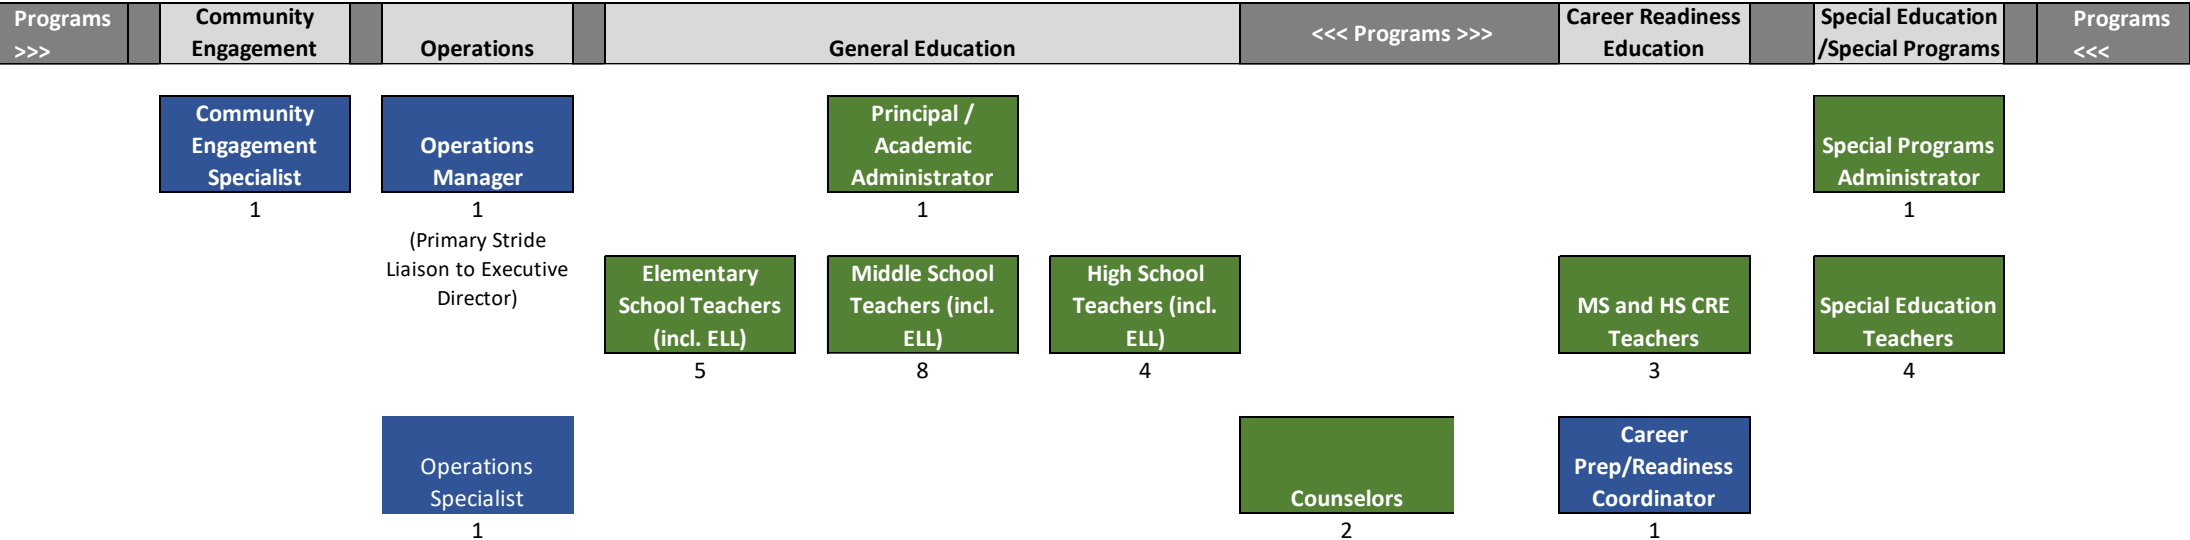 Programs
>>>
Community
Engagement
Operations
General Education
<<< Programs >>>
Career Readiness
Education
Special Education
/Special Programs
Programs
<<<
Community
Engagement
Specialist
1
Operations
Manager
1
(Primary Stride
Liaison to Executive
Director)
Principal /
Academic
Administrator
1
Special Programs
Administrator
1
Elementary
School Teachers
(incl. ELL)
5
Middle School
Teachers (incl.
ELL)
8
High School
Teachers (incl.
ELL)
4
MS and HS CRE
Teachers
3
Special Education
Teachers
4
Operations
Specialist
1
Counselors
2
Career
Prep/Readiness
Coordinator
1